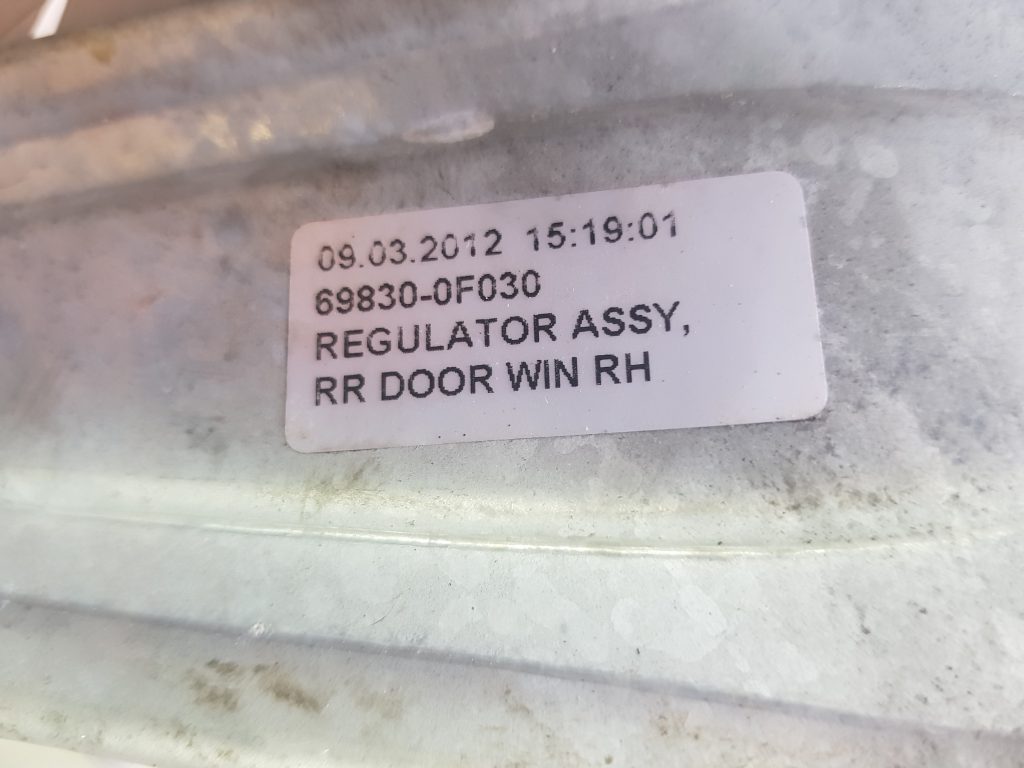 09.03.2012 15:19:01
69830-0F030
REGULATOR ASSY,
RR DOOR WIN RH